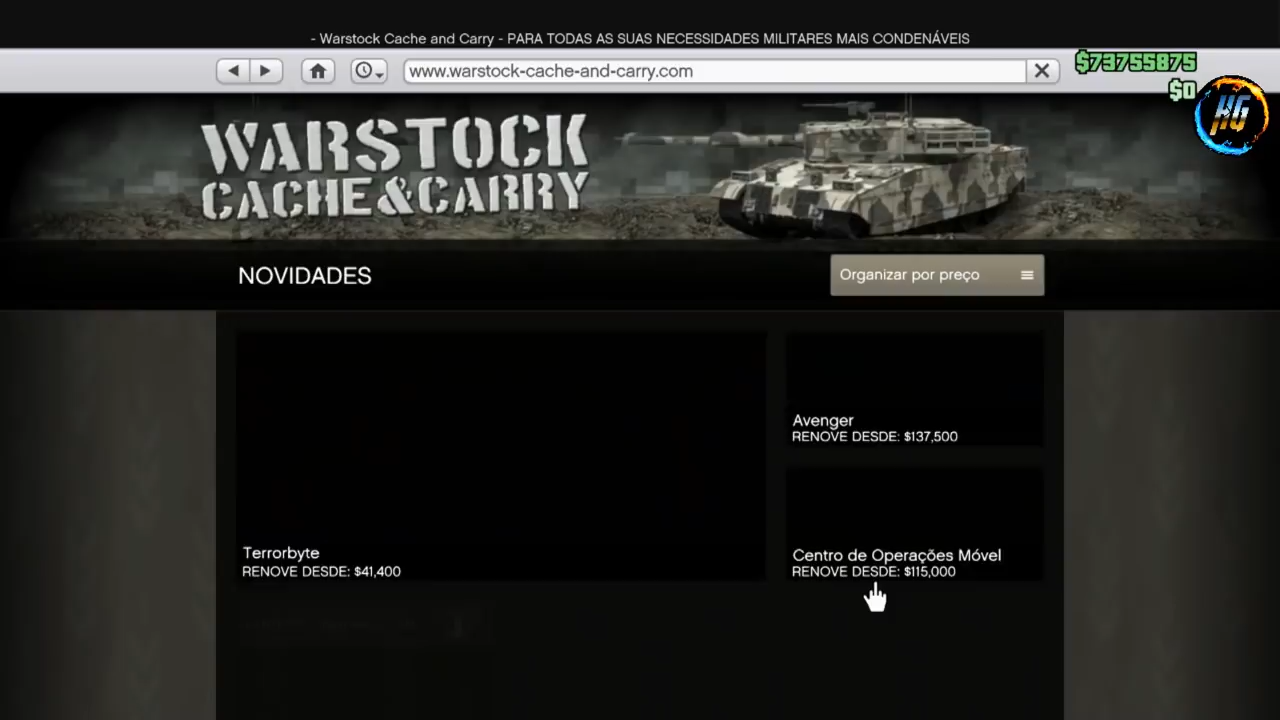 - Warstock Cache and Carry - PARA TODAS AS SUAS NECESSIDADES MILITARES MAIS CONDENÁVEIS
www.warstock-cache-and-carry.com
$73755875
$0
HG
WARSTOCK
CACHE&CARRY
NOVIDADES
Organizar por preço
Avenger
RENOVE DESDE: $137,500
Terrorbyte
RENOVE DESDE: $41,400
Centro de Operações Móvel
RENOVE DESDE: $115,000